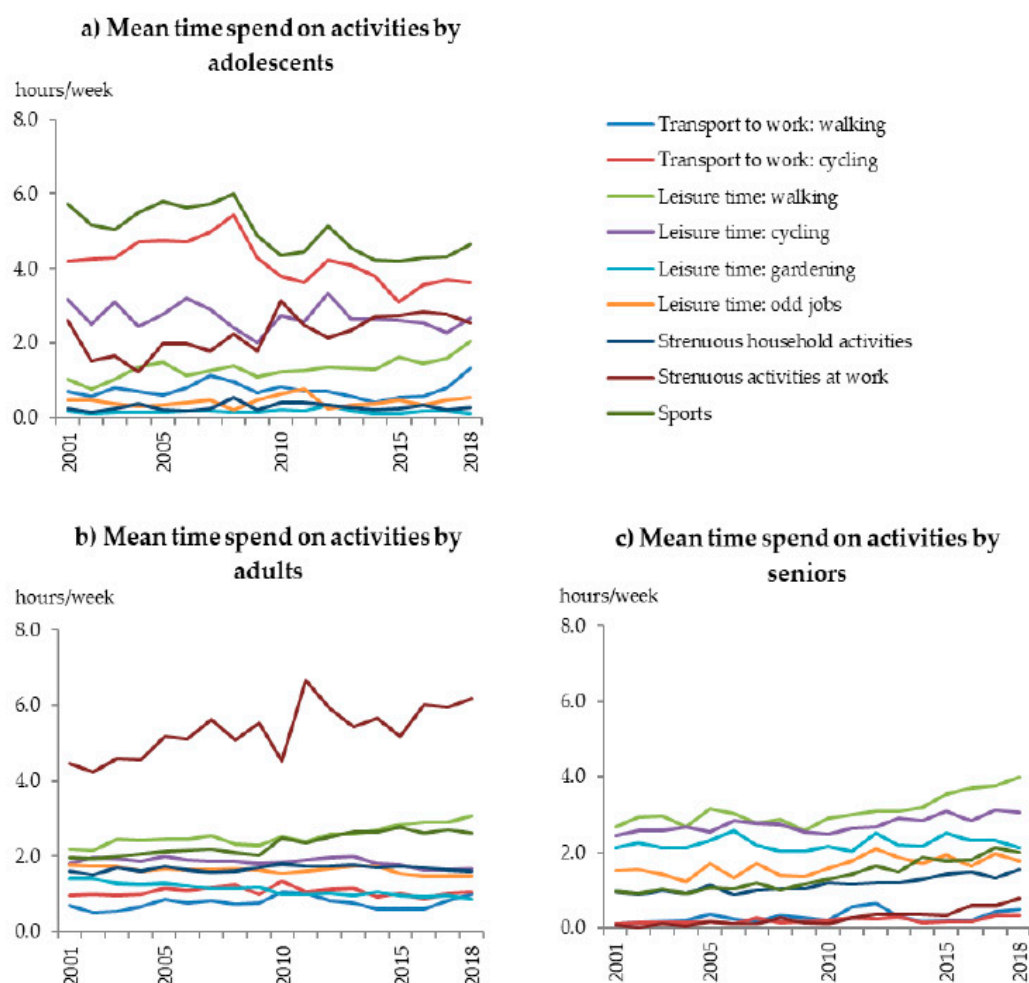 a) Mean time spend on activities by
adolescents
hours/week
8.0
6.0
4.0
2.0
0.0
2001
2005
2010
2015
2018
Transport to work: walking
Transport to work: cycling
Leisure time: walking
Leisure time: cycling
Leisure time: gardening
Leisure time: odd jobs
Strenuous household activities
Strenuous activities at work
Sports
b) Mean time spend on activities by
adults
hours/week
8.0
6.0
4.0
2.0
0.0
2001
2005
2010
2015
2018
c) Mean time spend on activities by
seniors
hours/week
8.0
6.0
4.0
2.0
0.0
2001
2005
2010
2015
2018